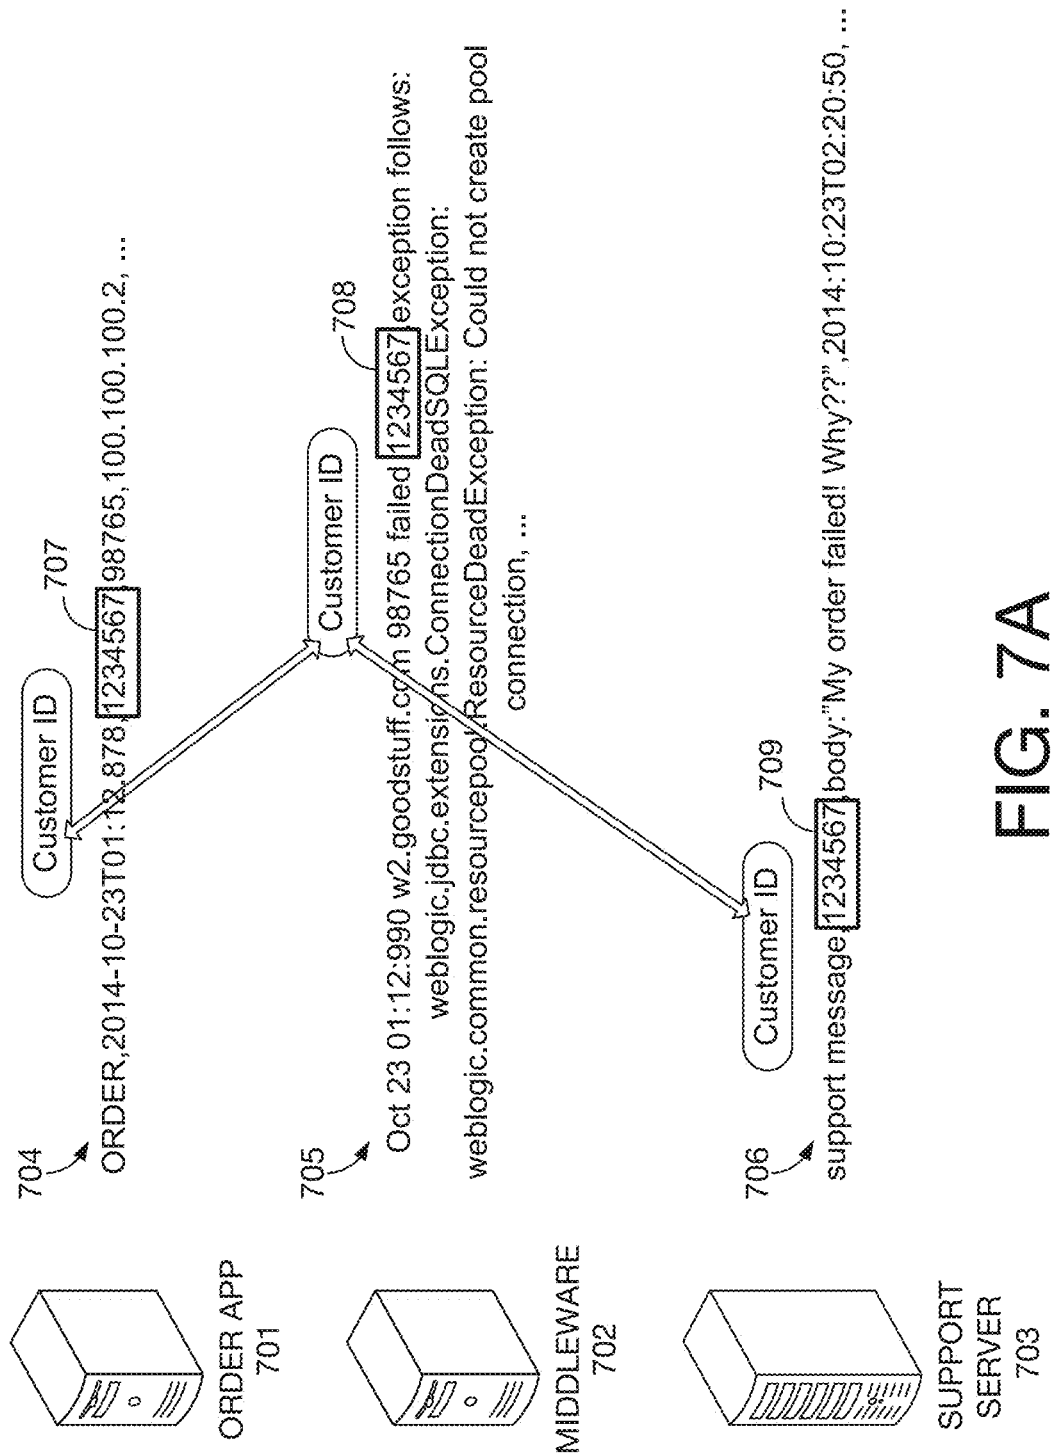 704
ORDER,2014-10-23T01:12.878,1234567,98765,100.100.100.2, ...
Customer ID
707
ORDER APP
701
705
Oct 23 01:12:990 w2.goodstuff.com 98765 failed 1234567,exception follows:
weblogic.jdbc.extensions.ConnectionDeadSQLException:
weblogic.common.resourcepool.ResourceDeadException: Could not create pool
connection, ...
Customer ID
708
MIDDLEWARE
702
706
support message,1234567,body:"My order failed! Why??",2014:10:23T02:20:50, ...
Customer ID
709
SUPPORT
SERVER
703
FIG. 7A